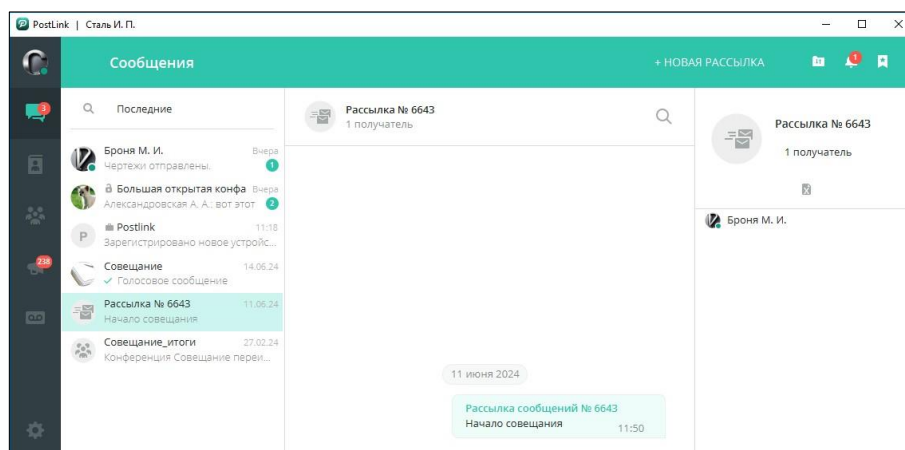 PostLink | Сталь И. П.
Сообщения
+ НОВАЯ РАССЫЛКА
1
3
238
Последние
Броня М. И. Вчера
Чертежи отправлены. 1
Большая открытая конфа Вчера
Александровская А. А.: вот этот 2
P
Postlink 11:18
Зарегистрировано новое устройс...
Совещание 14.06.24
Голосовое сообщение
Рассылка № 6643 11.06.24
Начало совещания
Совещание_итоги 27.02.24
Конференция Совещание переи...
Рассылка № 6643
1 получатель
11 июня 2024
Рассылка сообщений № 6643
Начало совещания 11:50
Рассылка № 6643
1 получатель
Броня М. И.